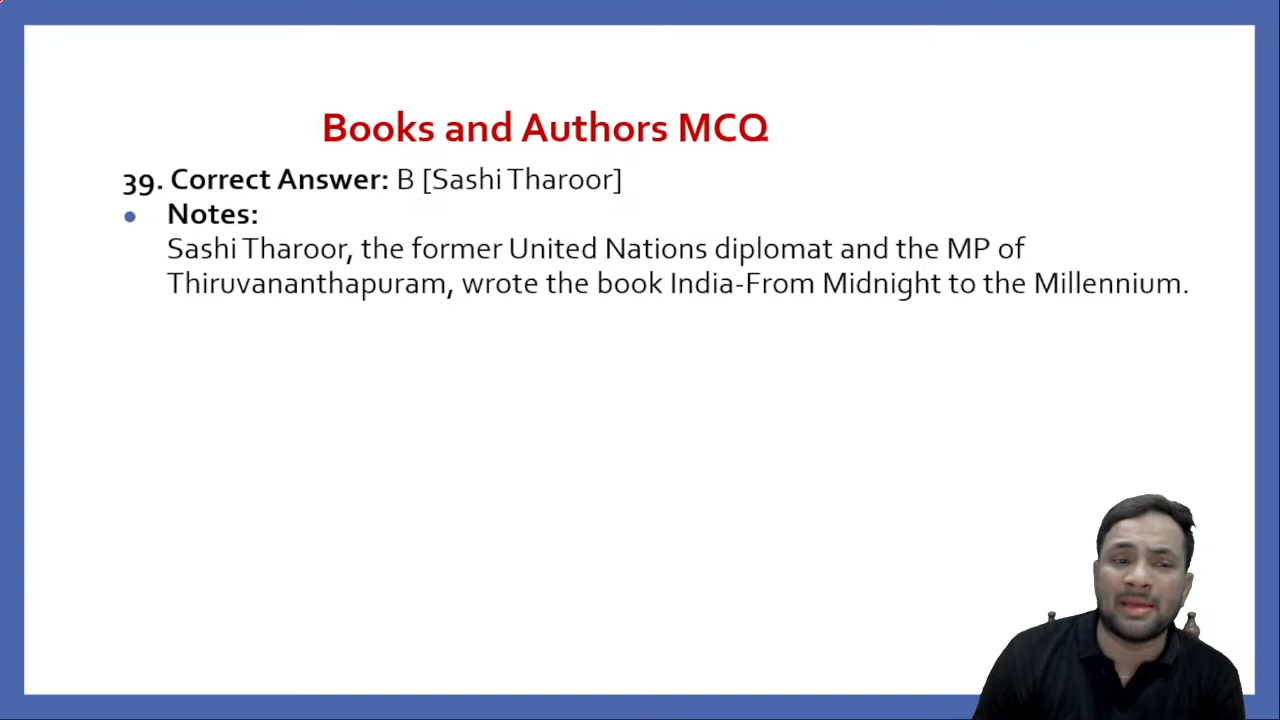 Books and Authors MCQ
39. Correct Answer: B [Sashi Tharoor]
• Notes:
Sashi Tharoor, the former United Nations diplomat and the MP of
Thiruvananthapuram, wrote the book India-From Midnight to the Millennium.